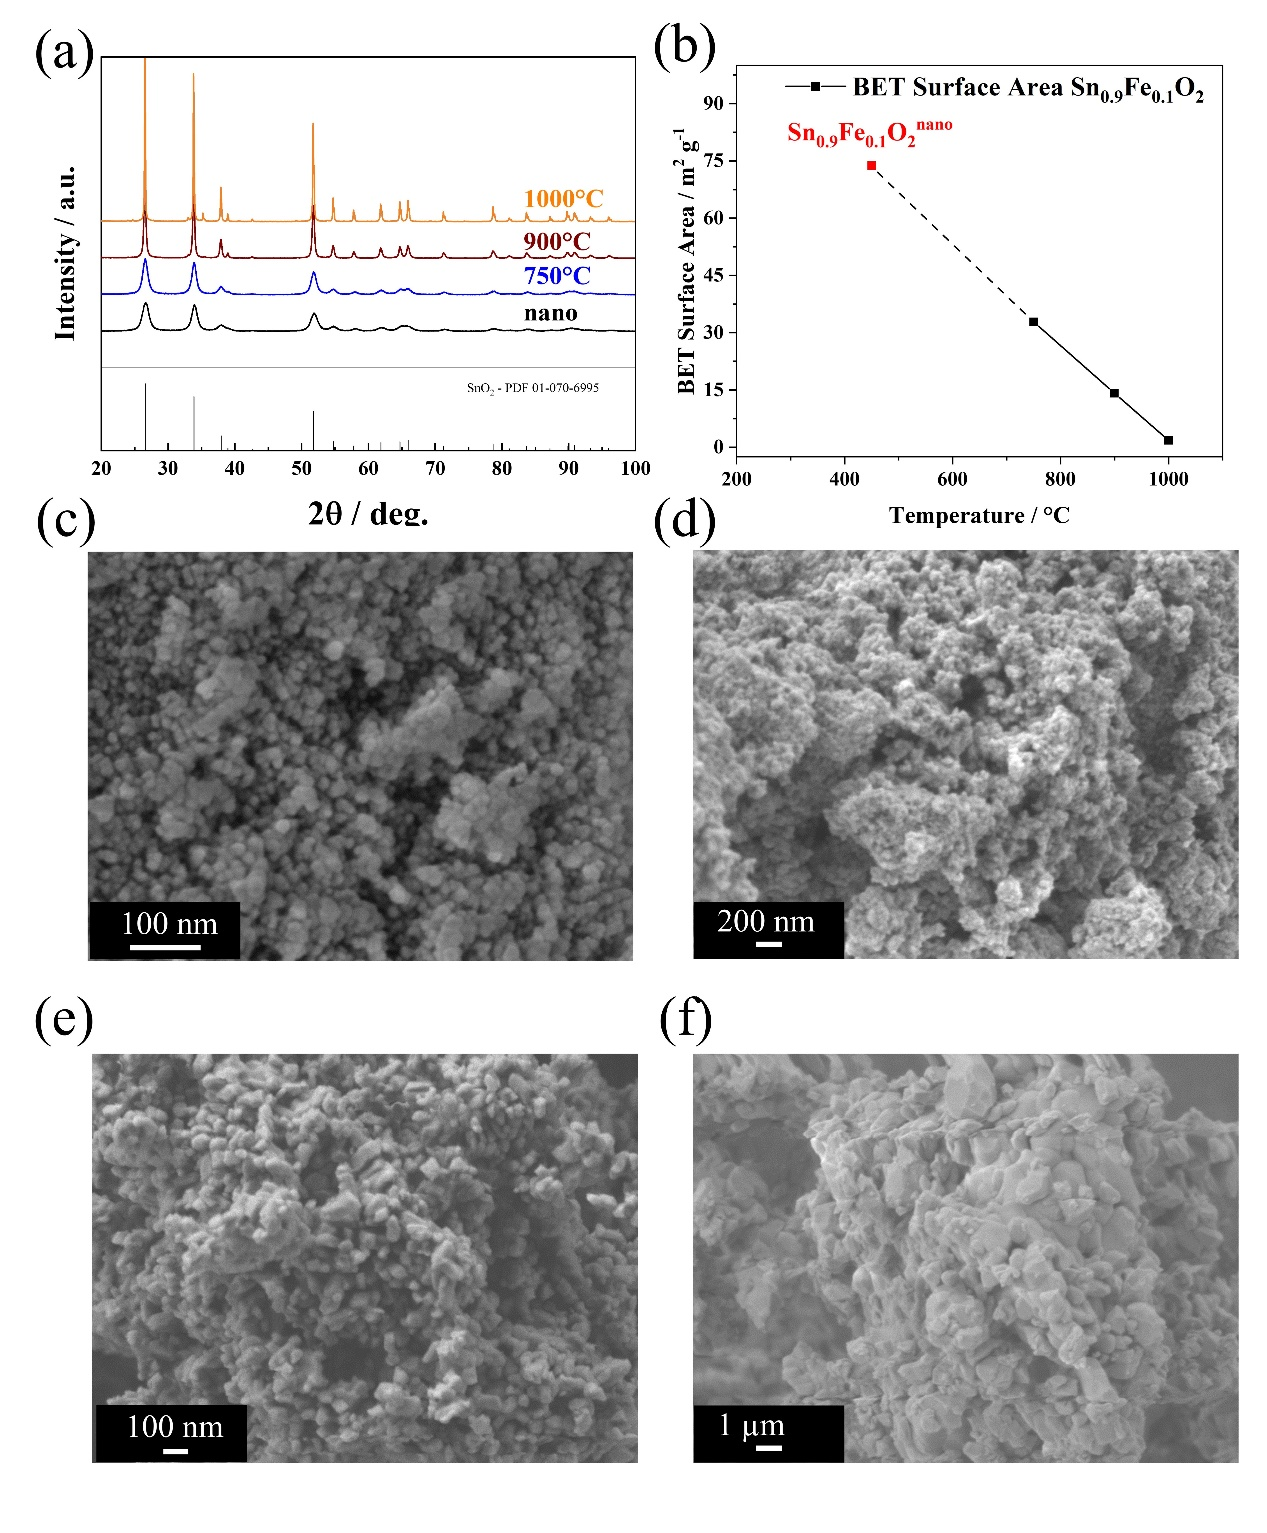 (a)
1000°C
900°C
750°C
nano
SnO₂ - PDF 01-070-6995
Intensity / a.u.
20 30 40 50 60 70 80 90 100
2θ / deg.
(b)
BET Surface Area Sn₀.₉Fe₀.₁O₂
Sn₀.₉Fe₀.₁O₂ⁿᵃⁿᵒ
BET Surface Area / m² g⁻¹
90
75
60
45
30
15
0
200 400 600 800 1000
Temperature / °C
(c)
100 nm
(d)
200 nm
(e)
100 nm
(f)
1 µm